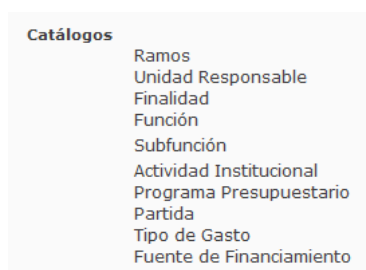 Catálogos
Ramos
Unidad Responsable
Finalidad
Función
Subfunción
Actividad Institucional
Programa Presupuestario
Partida
Tipo de Gasto
Fuente de Financiamiento